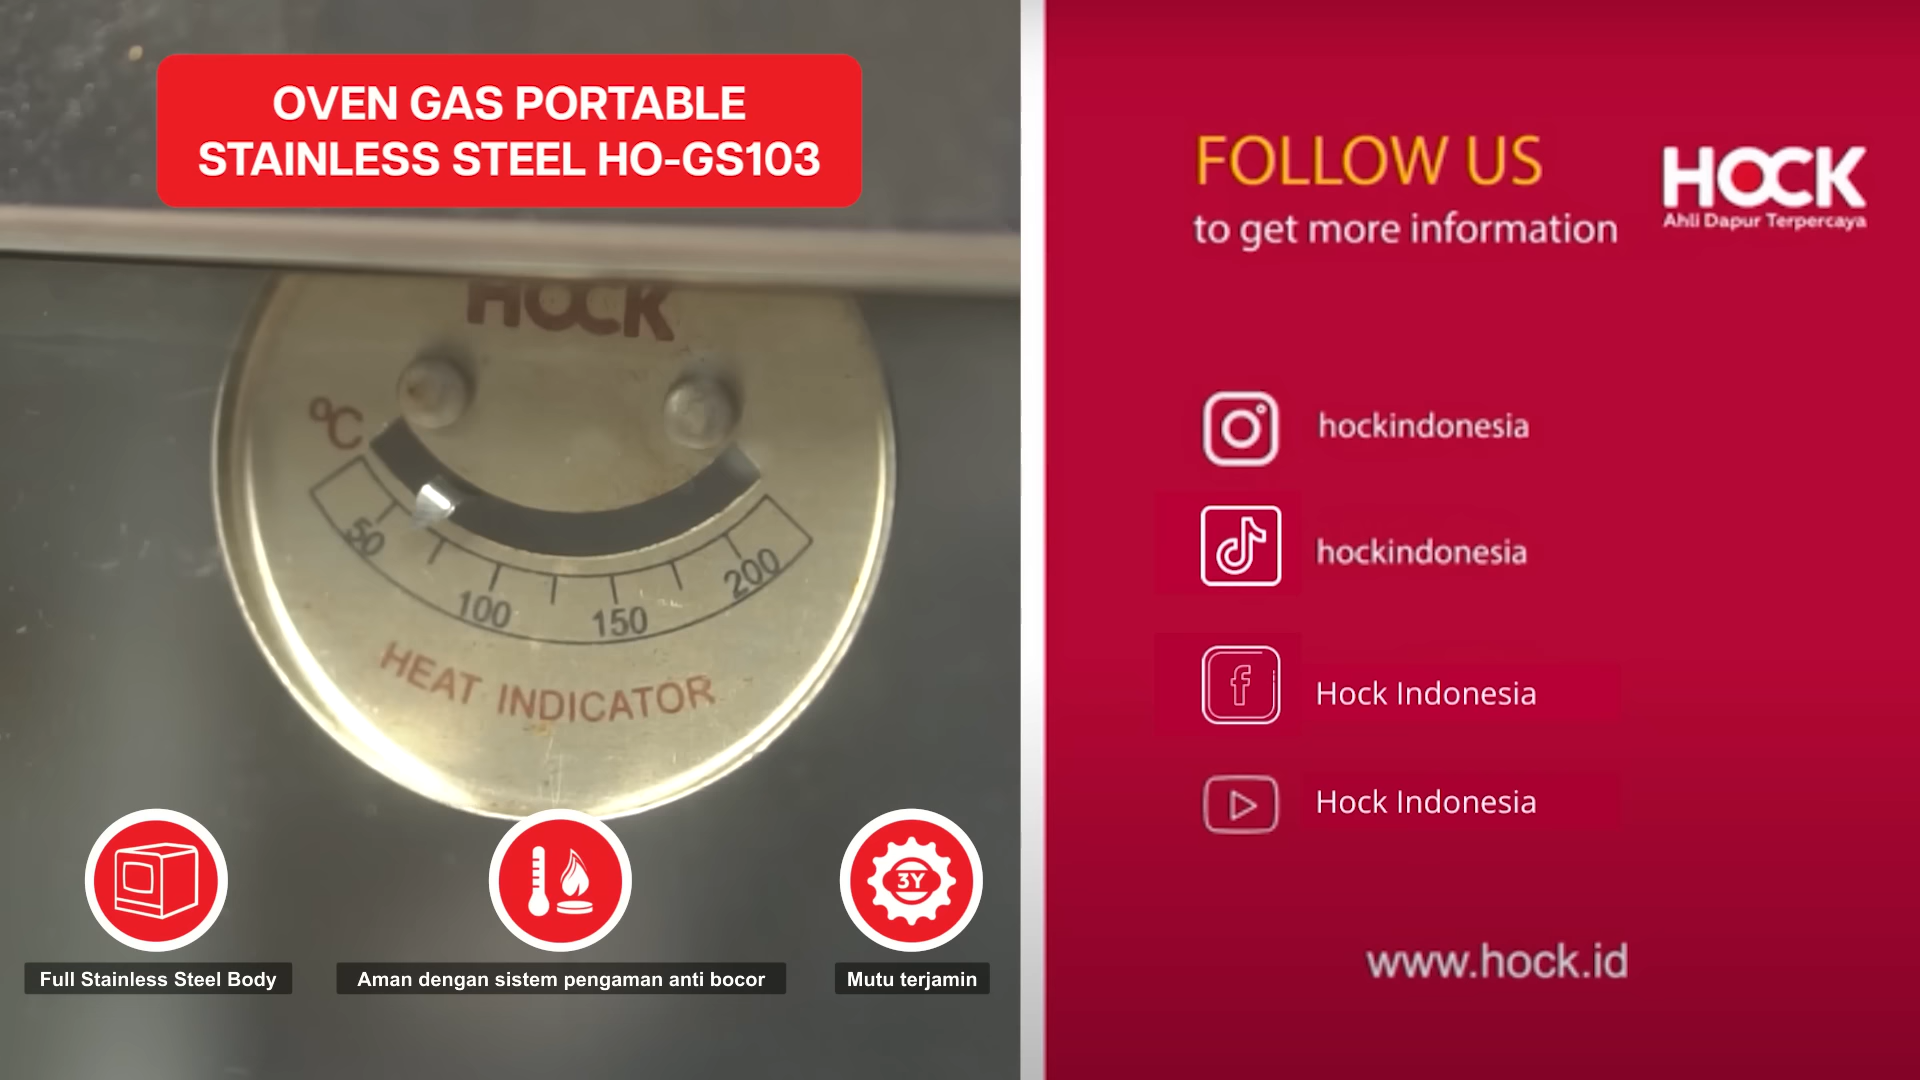 OVEN GAS PORTABLE
STAINLESS STEEL HO-GS103
HOCK
°C
50
100
150
200
HEAT INDICATOR
3Y
Full Stainless Steel Body
Aman dengan sistem pengaman anti bocor
Mutu terjamin
FOLLOW US
to get more information
HOCK
Ahli Dapur Terpercaya
hockindonesia
hockindonesia
Hock Indonesia
Hock Indonesia
www.hock.id